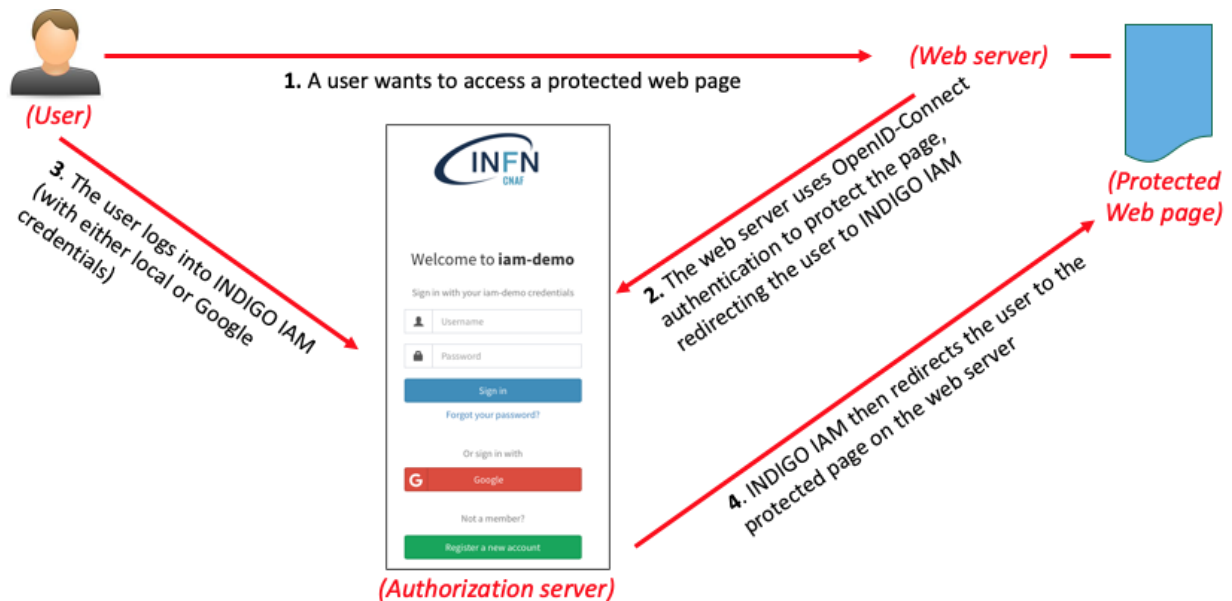 1. A user wants to access a protected web page
(User)
(Web server)
(Protected
Web page)
2. The web server uses OpenID-Connect
authentication to protect the page,
redirecting the user to INDIGO IAM
3. The user logs into INDIGO IAM
(with either local or Google
credentials)
INFN
CNAF
Welcome to iam-demo
Sign in with your iam-demo credentials
Username
Password
Sign in
Forgot your password?
Or sign in with
G Google
Not a member?
Register a new account
(Authorization server)
4. INDIGO IAM then redirects the user to the
protected page on the web server